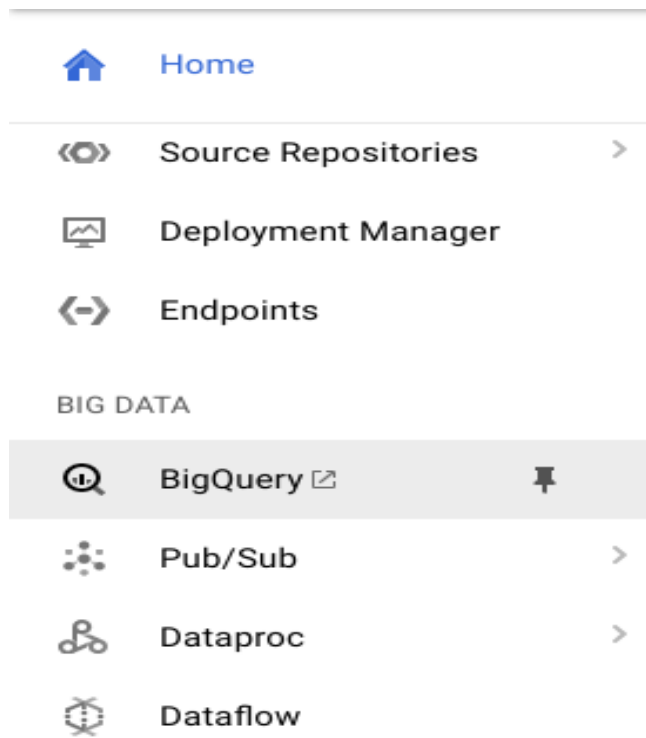 Home
Source Repositories
Deployment Manager
Endpoints
BIG DATA
BigQuery
Pub/Sub
Dataproc
Dataflow